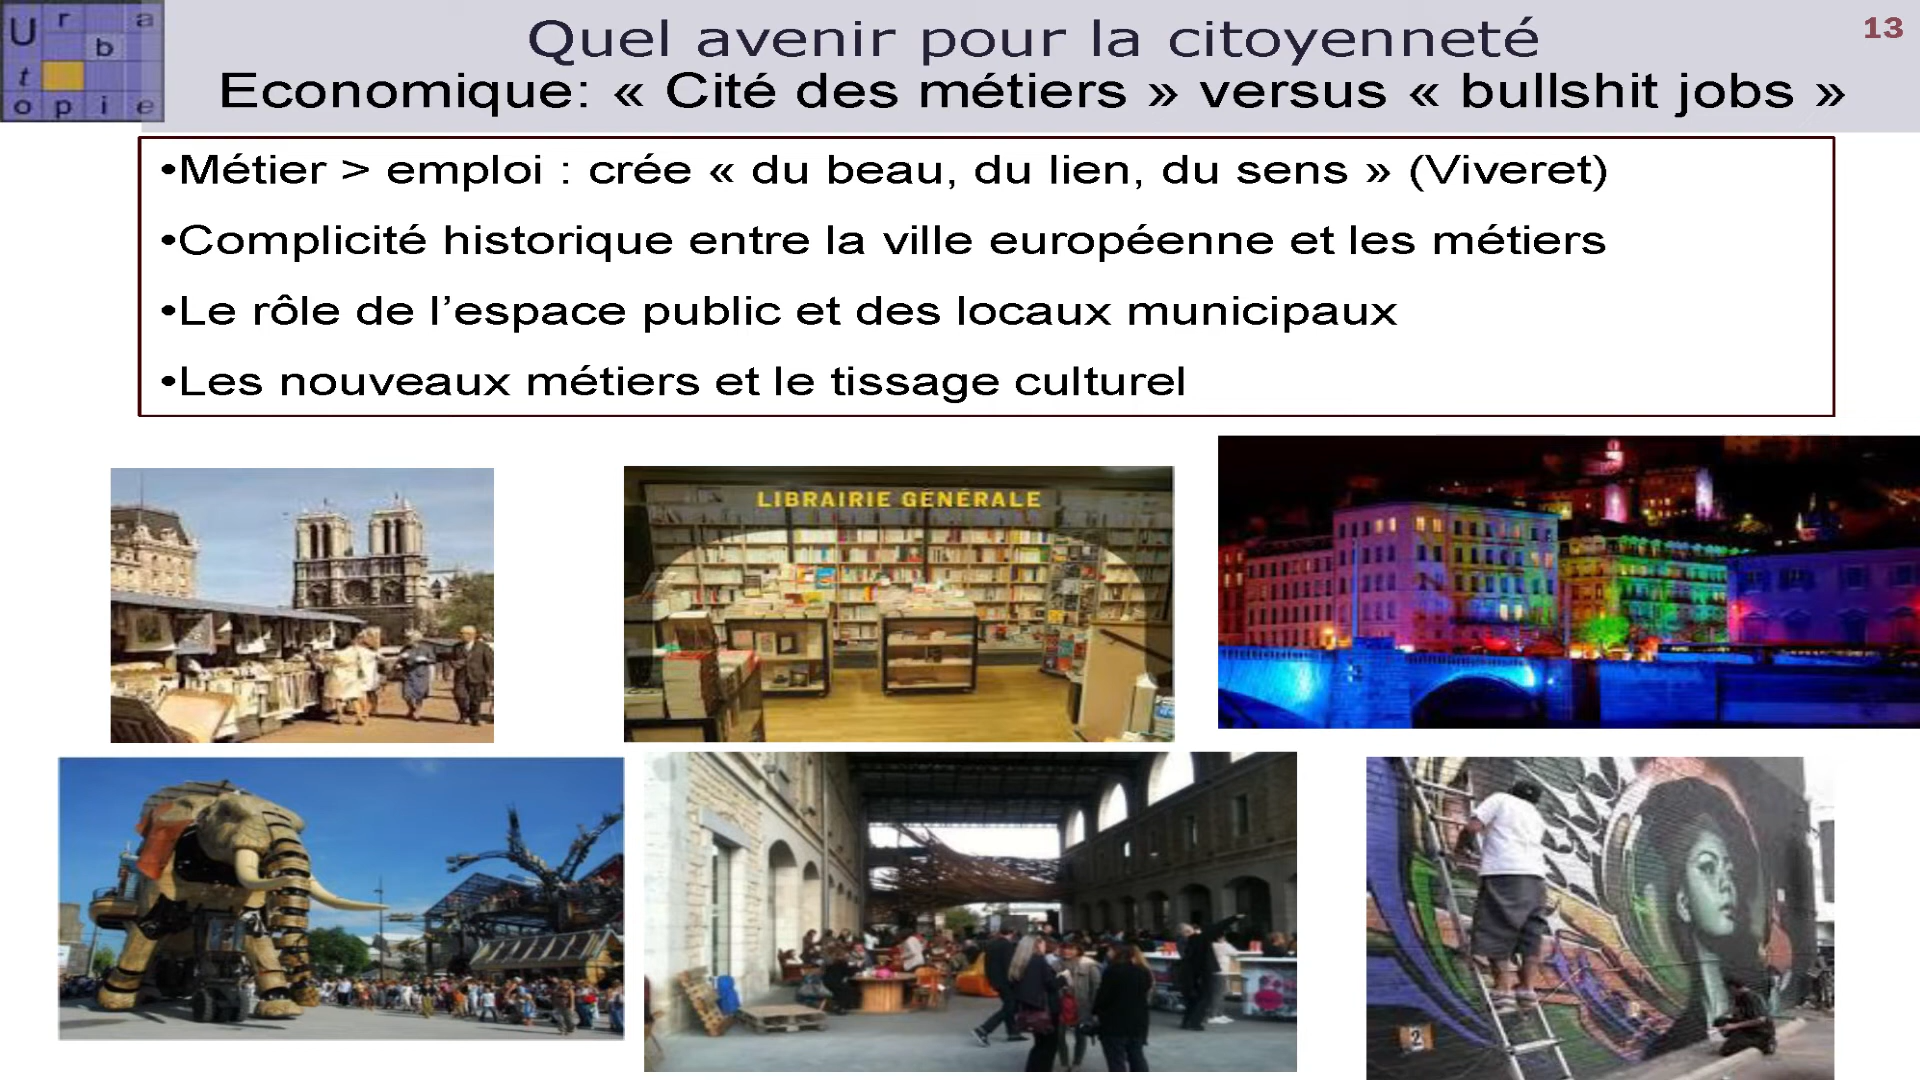 U r a
b
t
o p i e
Quel avenir pour la citoyenneté
13
Economique: « Cité des métiers » versus « bullshit jobs »
•Métier > emploi : crée « du beau, du lien, du sens » (Viveret)
•Complicité historique entre la ville européenne et les métiers
•Le rôle de l’espace public et des locaux municipaux
•Les nouveaux métiers et le tissage culturel
LIBRAIRIE GÉNÉRALE
2